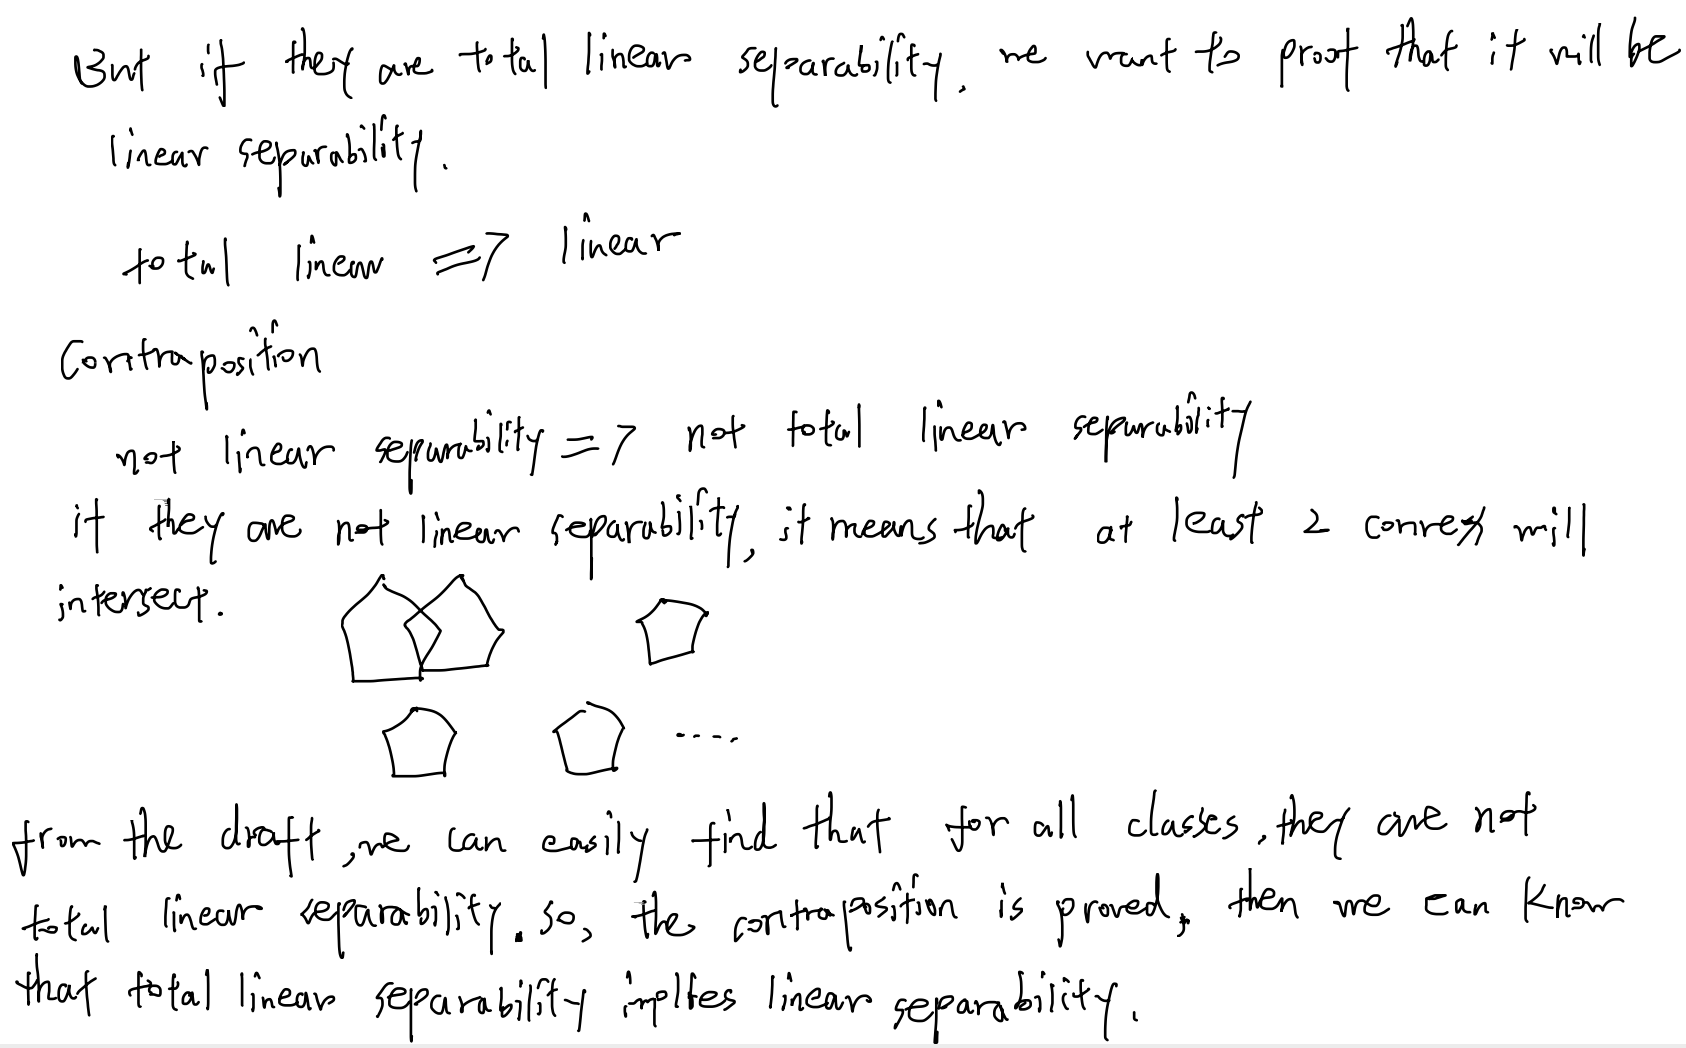 But if they are total linear separability, we want to proof that it will be
linear separability.
total linear => linear
Contraposition
not linear separability => not total linear separability
if they are not linear separability, it means that at least 2 convex will
intersect.
.....
from the draft, we can easily find that for all classes, they are not
total linear separability. so, the contraposition is proved, then we can know
that total linear separability implies linear separability.